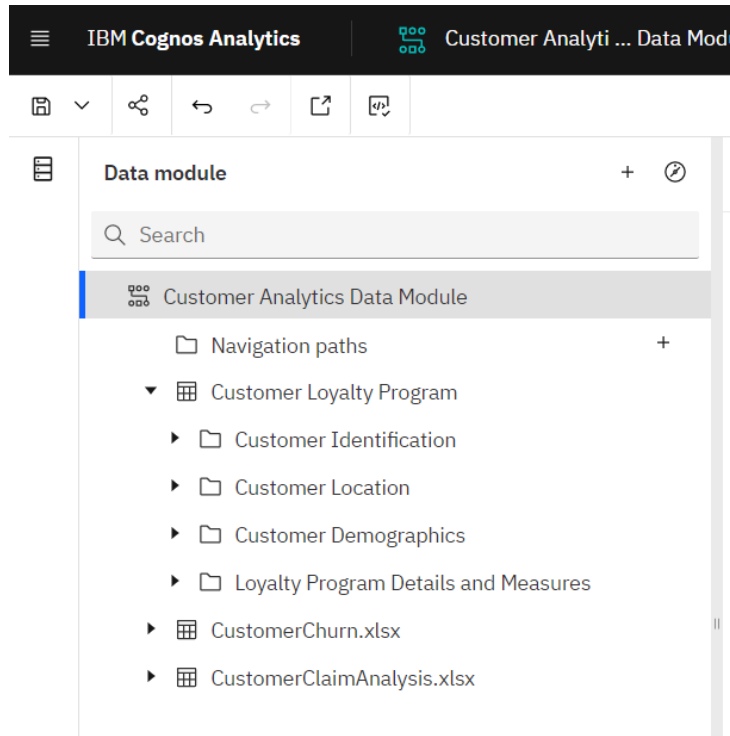 IBM Cognos Analytics
Customer Analyti ... Data Mod
Data module
Search
Customer Analytics Data Module
Navigation paths
Customer Loyalty Program
Customer Identification
Customer Location
Customer Demographics
Loyalty Program Details and Measures
CustomerChurn.xlsx
CustomerClaimAnalysis.xlsx